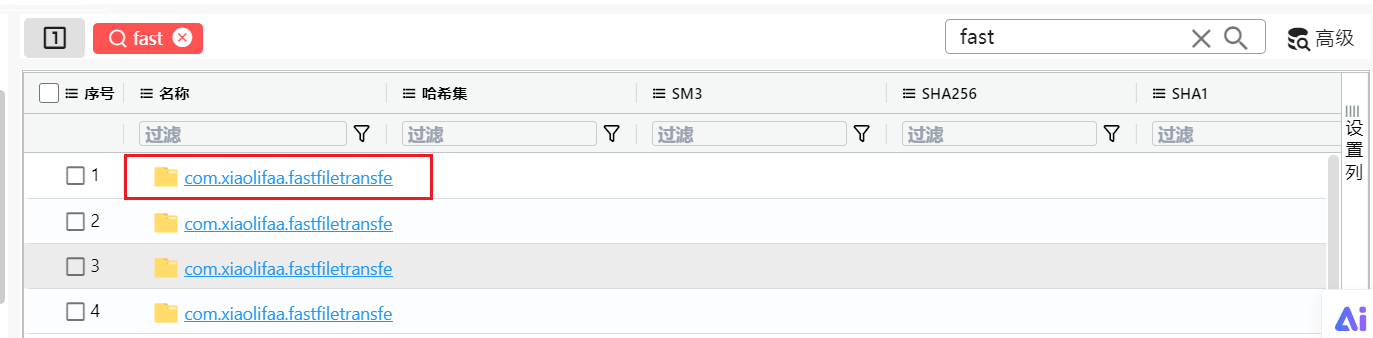 1 fast fast 高级
序号 名称 哈希集 SM3 SHA256 SHA1
过滤 过滤 过滤 过滤 过滤
设置列
1 com.xiaolifaa.fastfiletransfe
2 com.xiaolifaa.fastfiletransfe
3 com.xiaolifaa.fastfiletransfe
4 com.xiaolifaa.fastfiletransfe
Ai